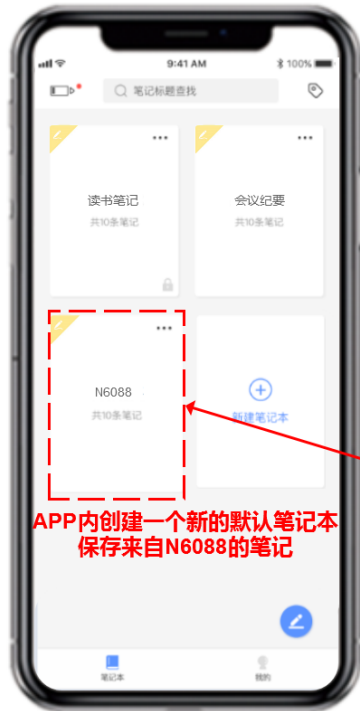 9:41 AM
100%
笔记标题查找
读书笔记
共10条笔记
会议纪要
共10条笔记
N6088
共10条笔记
新建笔记本
APP内创建一个新的默认笔记本
保存来自N6088的笔记
笔记本
我的